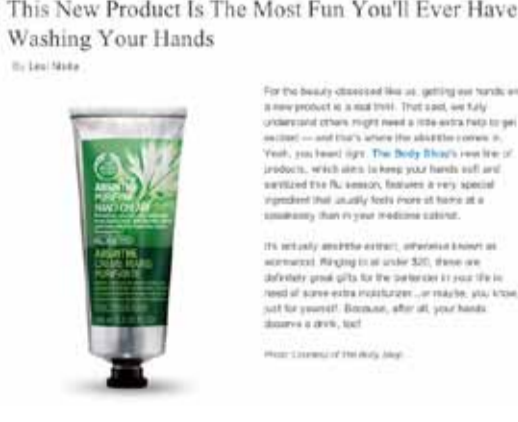 This New Product Is The Most Fun You'll Ever Have
Washing Your Hands
By
For the beauty obsessed like us, getting our hands on
a new product is a real thrill. That said, we fully
understand others might need a little extra help to get
excited — and that's where the absinthe comes in.
Yeah, you heard right. The Body Shop's new line of
products, which aims to keep your hands soft and
sanitized this flu season, features a very special
ingredient that usually feels more at home at a
than in your medicine cabinet.
It's actually absinthe extract, otherwise known as
wormwood. Ringing in at under $20, these are
definitely great gifts for the bartender in your life in
need of some extra moisturizer...or maybe, you know,
just for yourself. Because, after all, your hands
deserve a drink, too!
Photo: Courtesy of The Body Shop.
THE BODY SHOP
ABSINTHE
PURIFYING
HAND CREAM
ABSINTHE
CRÈME MAINS
PURIFIANTE